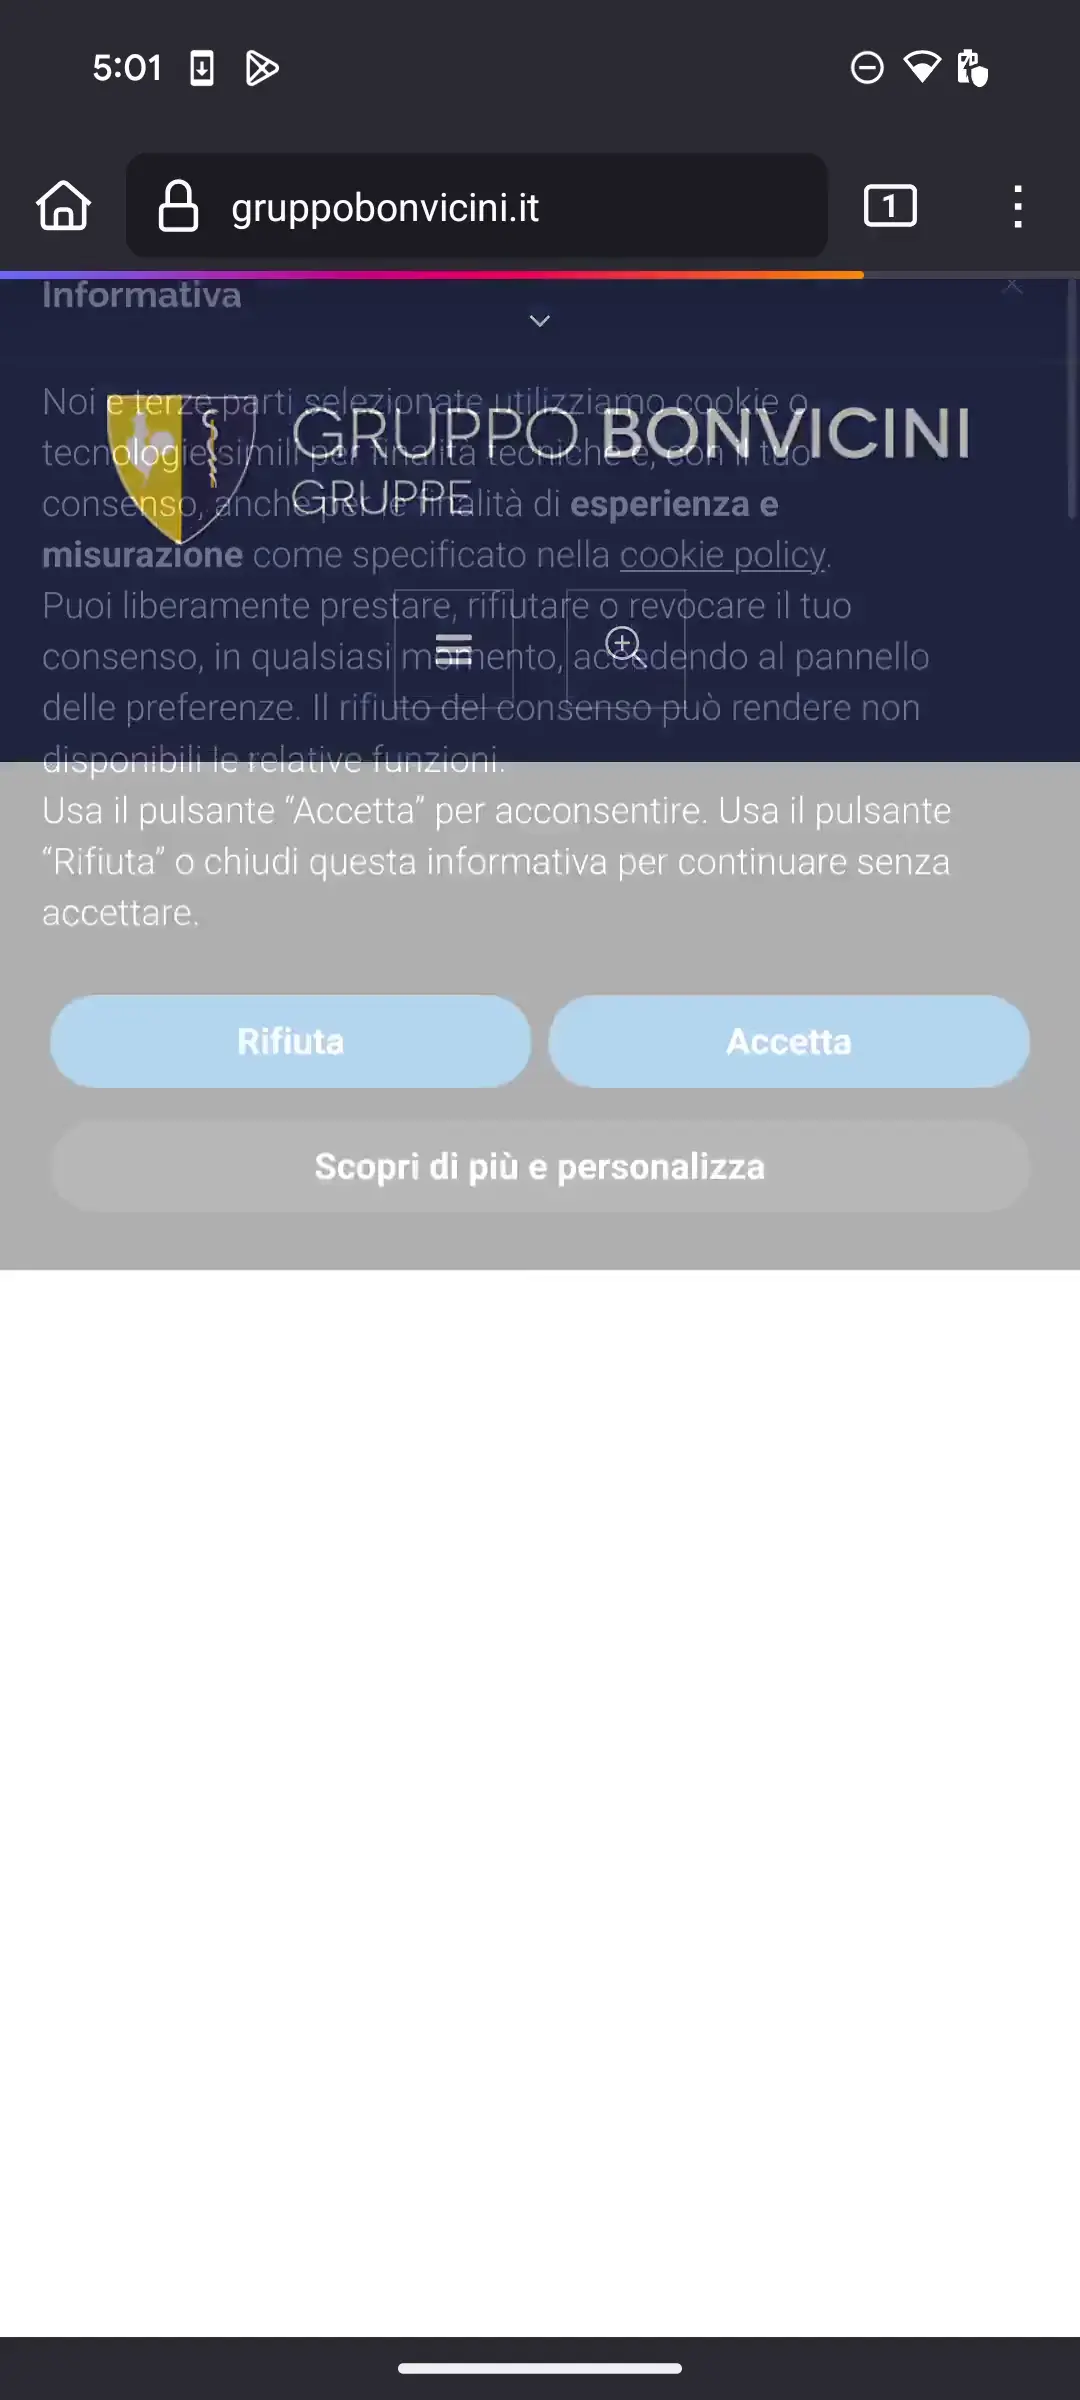 5:01
gruppobonvicini.it
1
Informativa
Noi e terze parti selezionate utilizziamo cookie o
tecnologie simili per finalità tecniche e, con il tuo
consenso, anche per le finalità di esperienza e
misurazione come specificato nella cookie policy.
Puoi liberamente prestare, rifiutare o revocare il tuo
consenso, in qualsiasi momento, accedendo al pannello
delle preferenze. Il rifiuto del consenso può rendere non
disponibili le relative funzioni.
Usa il pulsante “Accetta” per acconsentire. Usa il pulsante
“Rifiuta” o chiudi questa informativa per continuare senza
accettare.
GRUPPO BONVICINI
GRUPPE
Rifiuta
Accetta
Scopri di più e personalizza